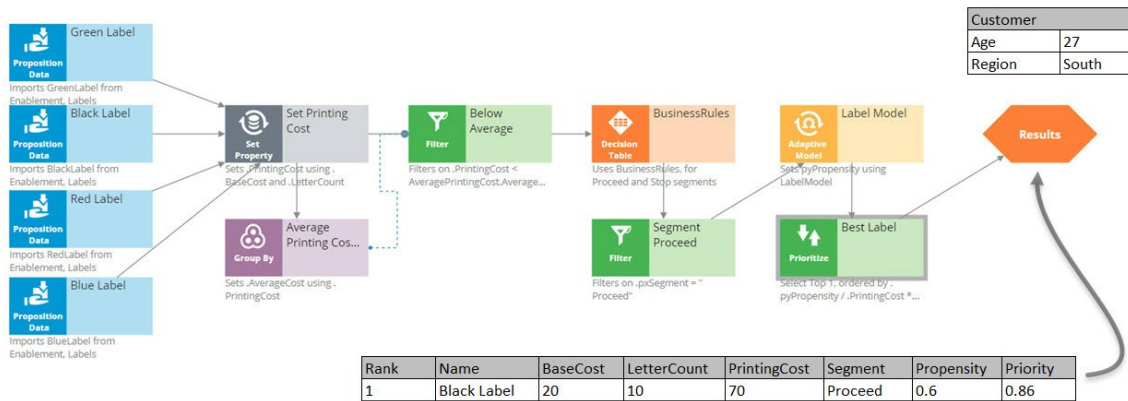 Green Label
Proposition
Data
Imports GreenLabel from
Enablement, Labels
Black Label
Proposition
Data
Imports BlackLabel from
Enablement, Labels
Red Label
Proposition
Data
Imports RedLabel from
Enablement, Labels
Blue Label
Proposition
Data
Imports BlueLabel from
Enablement, Labels
Set Printing
Cost
Set
Property
Sets .PrintingCost using .
BaseCost and .LetterCount
Average
Printing Cos...
Group By
Sets .AverageCost using .
PrintingCost
Below
Average
Filter
Filters on .PrintingCost <
AveragePrintingCost.Average...
BusinessRules
Decision
Table
Uses BusinessRules, for
Proceed and Stop segments
Segment
Proceed
Filter
Filters on .pxSegment = "
Proceed"
Label Model
Adaptive
Model
Sets pyPropensity using
LabelModel
Best Label
Prioritize
Select Top 1, ordered by .
pyPropensity / .PrintingCost *...
Results
Customer
Age 27
Region South
Rank Name BaseCost LetterCount PrintingCost Segment Propensity Priority
1 Black Label 20 10 70 Proceed 0.6 0.86